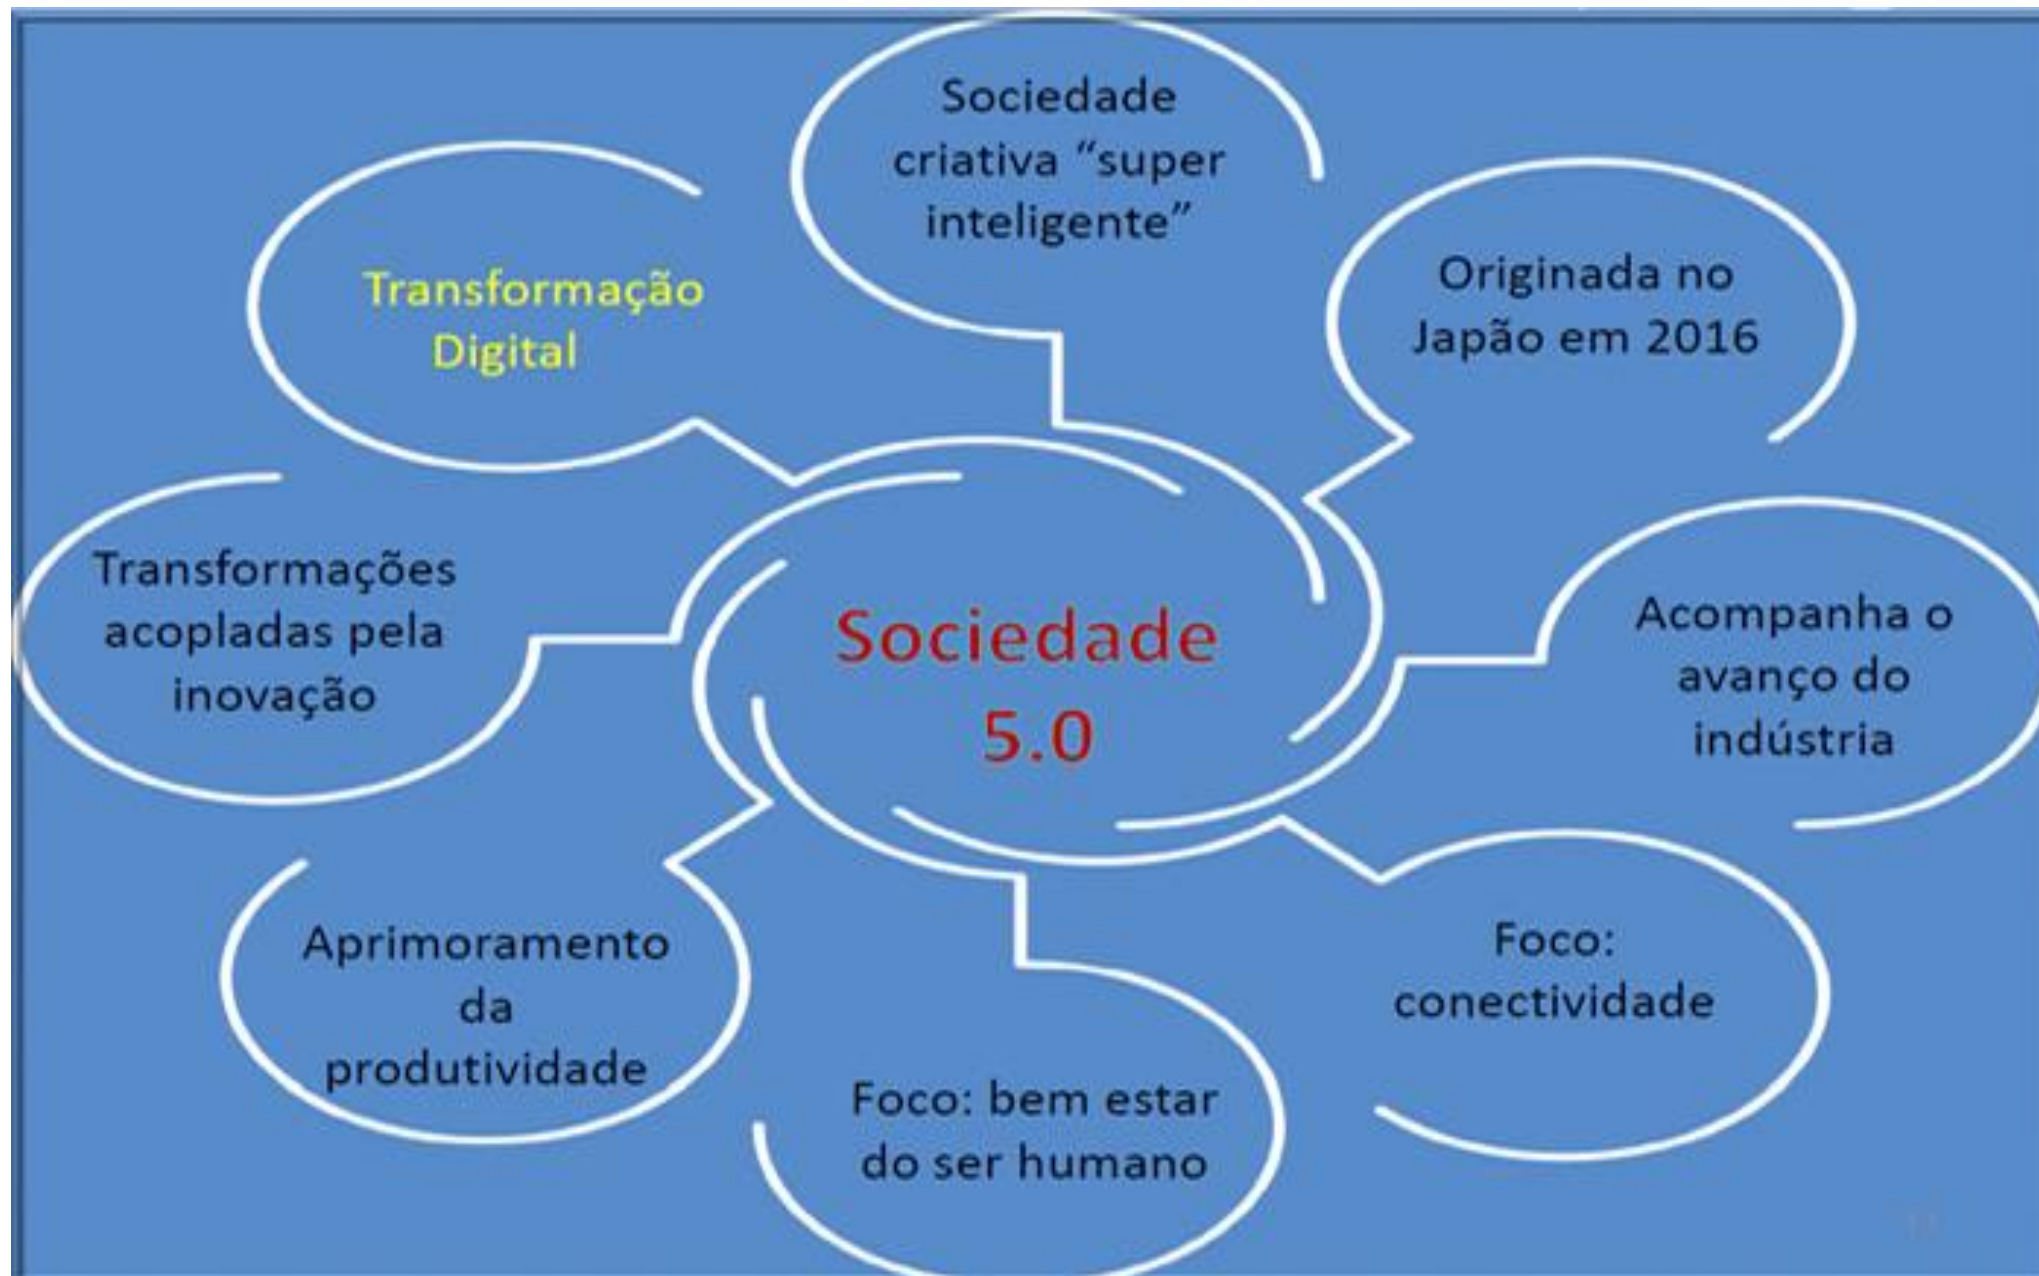 Sociedade
criativa “super
inteligente”
Transformação
Digital
Originada no
Japão em 2016
Transformações
acopladas pela
inovação
Sociedade
5.0
Acompanha o
avanço do
indústria
Aprimoramento
da
produtividade
Foco:
conectividade
Foco: bem estar
do ser humano